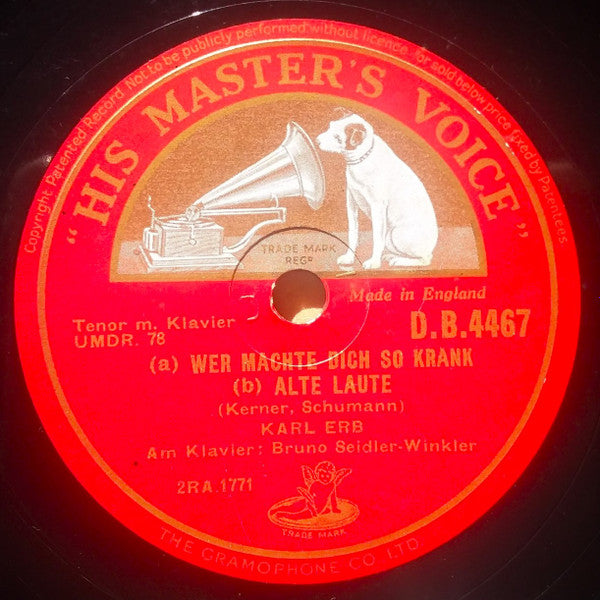 Copyright Patented Record. Not to be publicly performed without licence, nor sold below price fixed by Patentees.
"HIS MASTER'S VOICE"
TRADE MARK
REGD
Made in England
Tenor m. Klavier
UMDR. 78
D.B.4467
(a) WER MACHTE DICH SO KRANK
(b) ALTE LAUTE
(Kerner, Schumann)
KARL ERB
Am Klavier: Bruno Seidler-Winkler
2RA.1771
TRADE MARK
THE GRAMOPHONE CO. LTD.